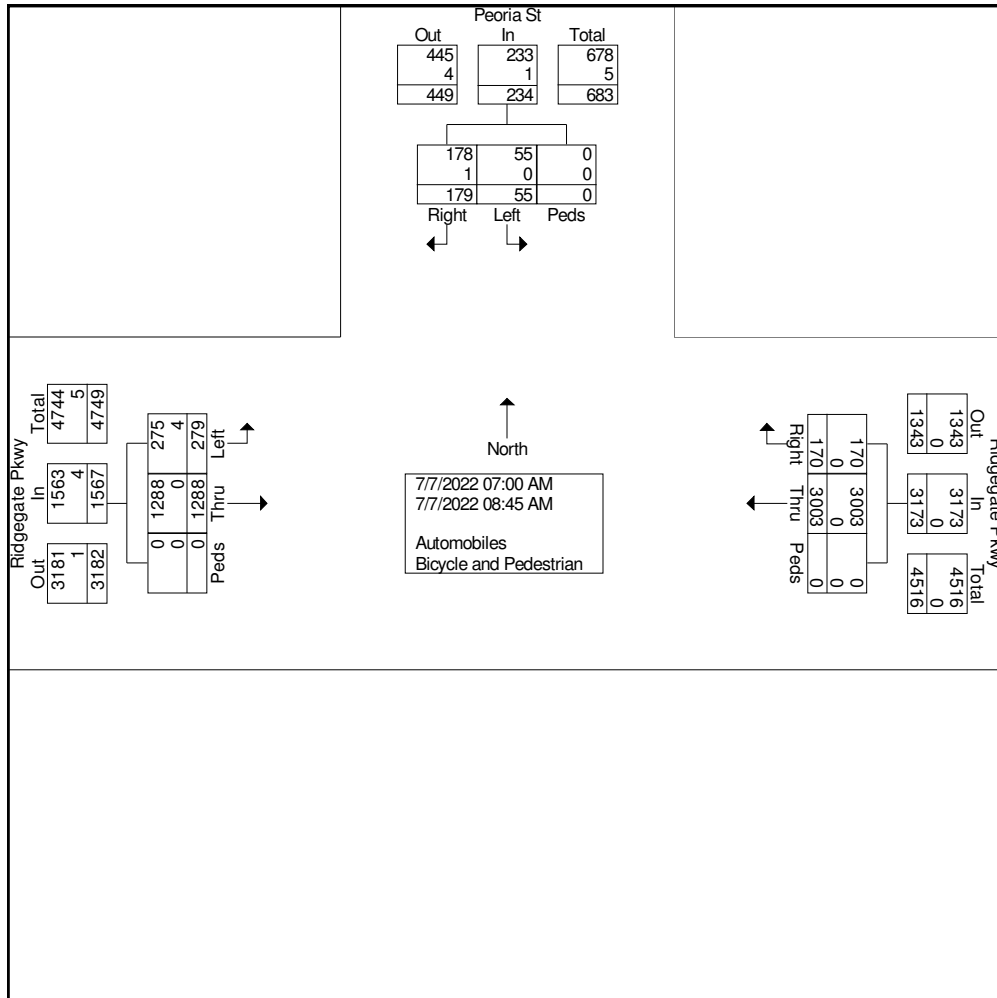 Peoria St
Out In Total
445 233 678
4 1 5
449 234 683
178 55 0
1 0 0
179 55 0
Right Left Peds
Ridgegate Pkwy
Total In Out
4744 1563 3181
5 4 1
4749 1567 3182
275 1288 0
4 0 0
279 1288 0
Left Thru Peds
North
7/7/2022 07:00 AM
7/7/2022 08:45 AM
Automobiles
Bicycle and Pedestrian
Ridgegate Pkwy
Out In Total
1343 3173 4516
0 0 0
1343 3173 4516
170 3003 0
0 0 0
170 3003 0
Right Thru Peds